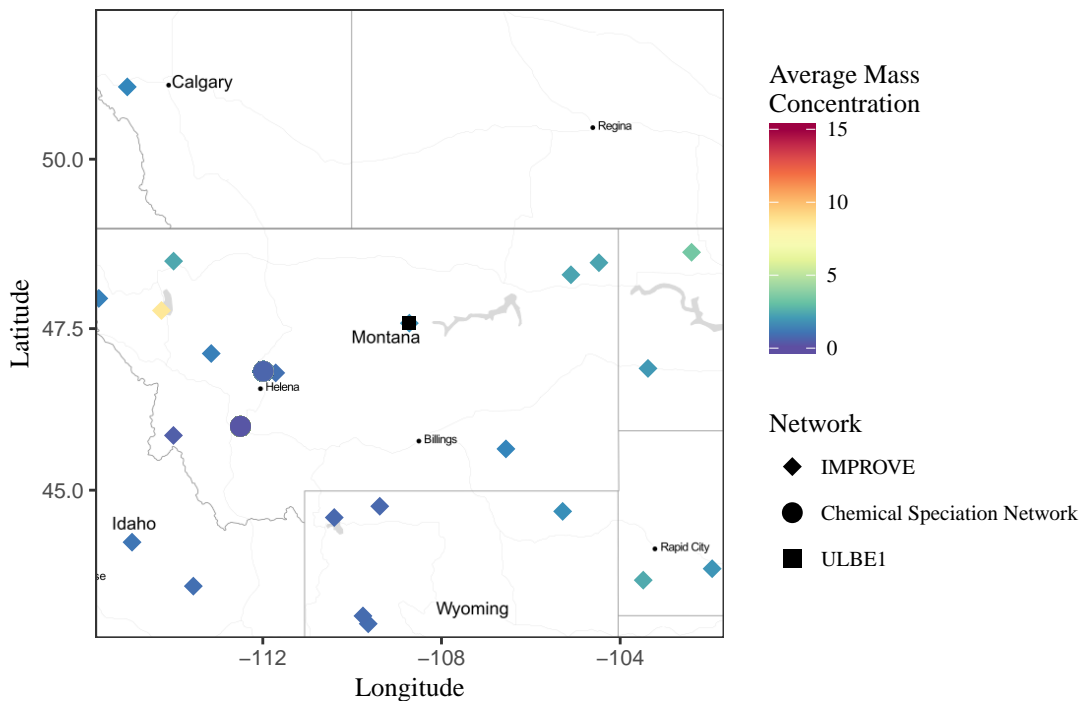 Calgary
Regina
Montana
Helena
Billings
Idaho
Rapid City
se
Wyoming
50.0
47.5
45.0
Latitude
−112
−108
−104
Longitude
Average Mass
Concentration
15
10
5
0
Network
IMPROVE
Chemical Speciation Network
ULBE1